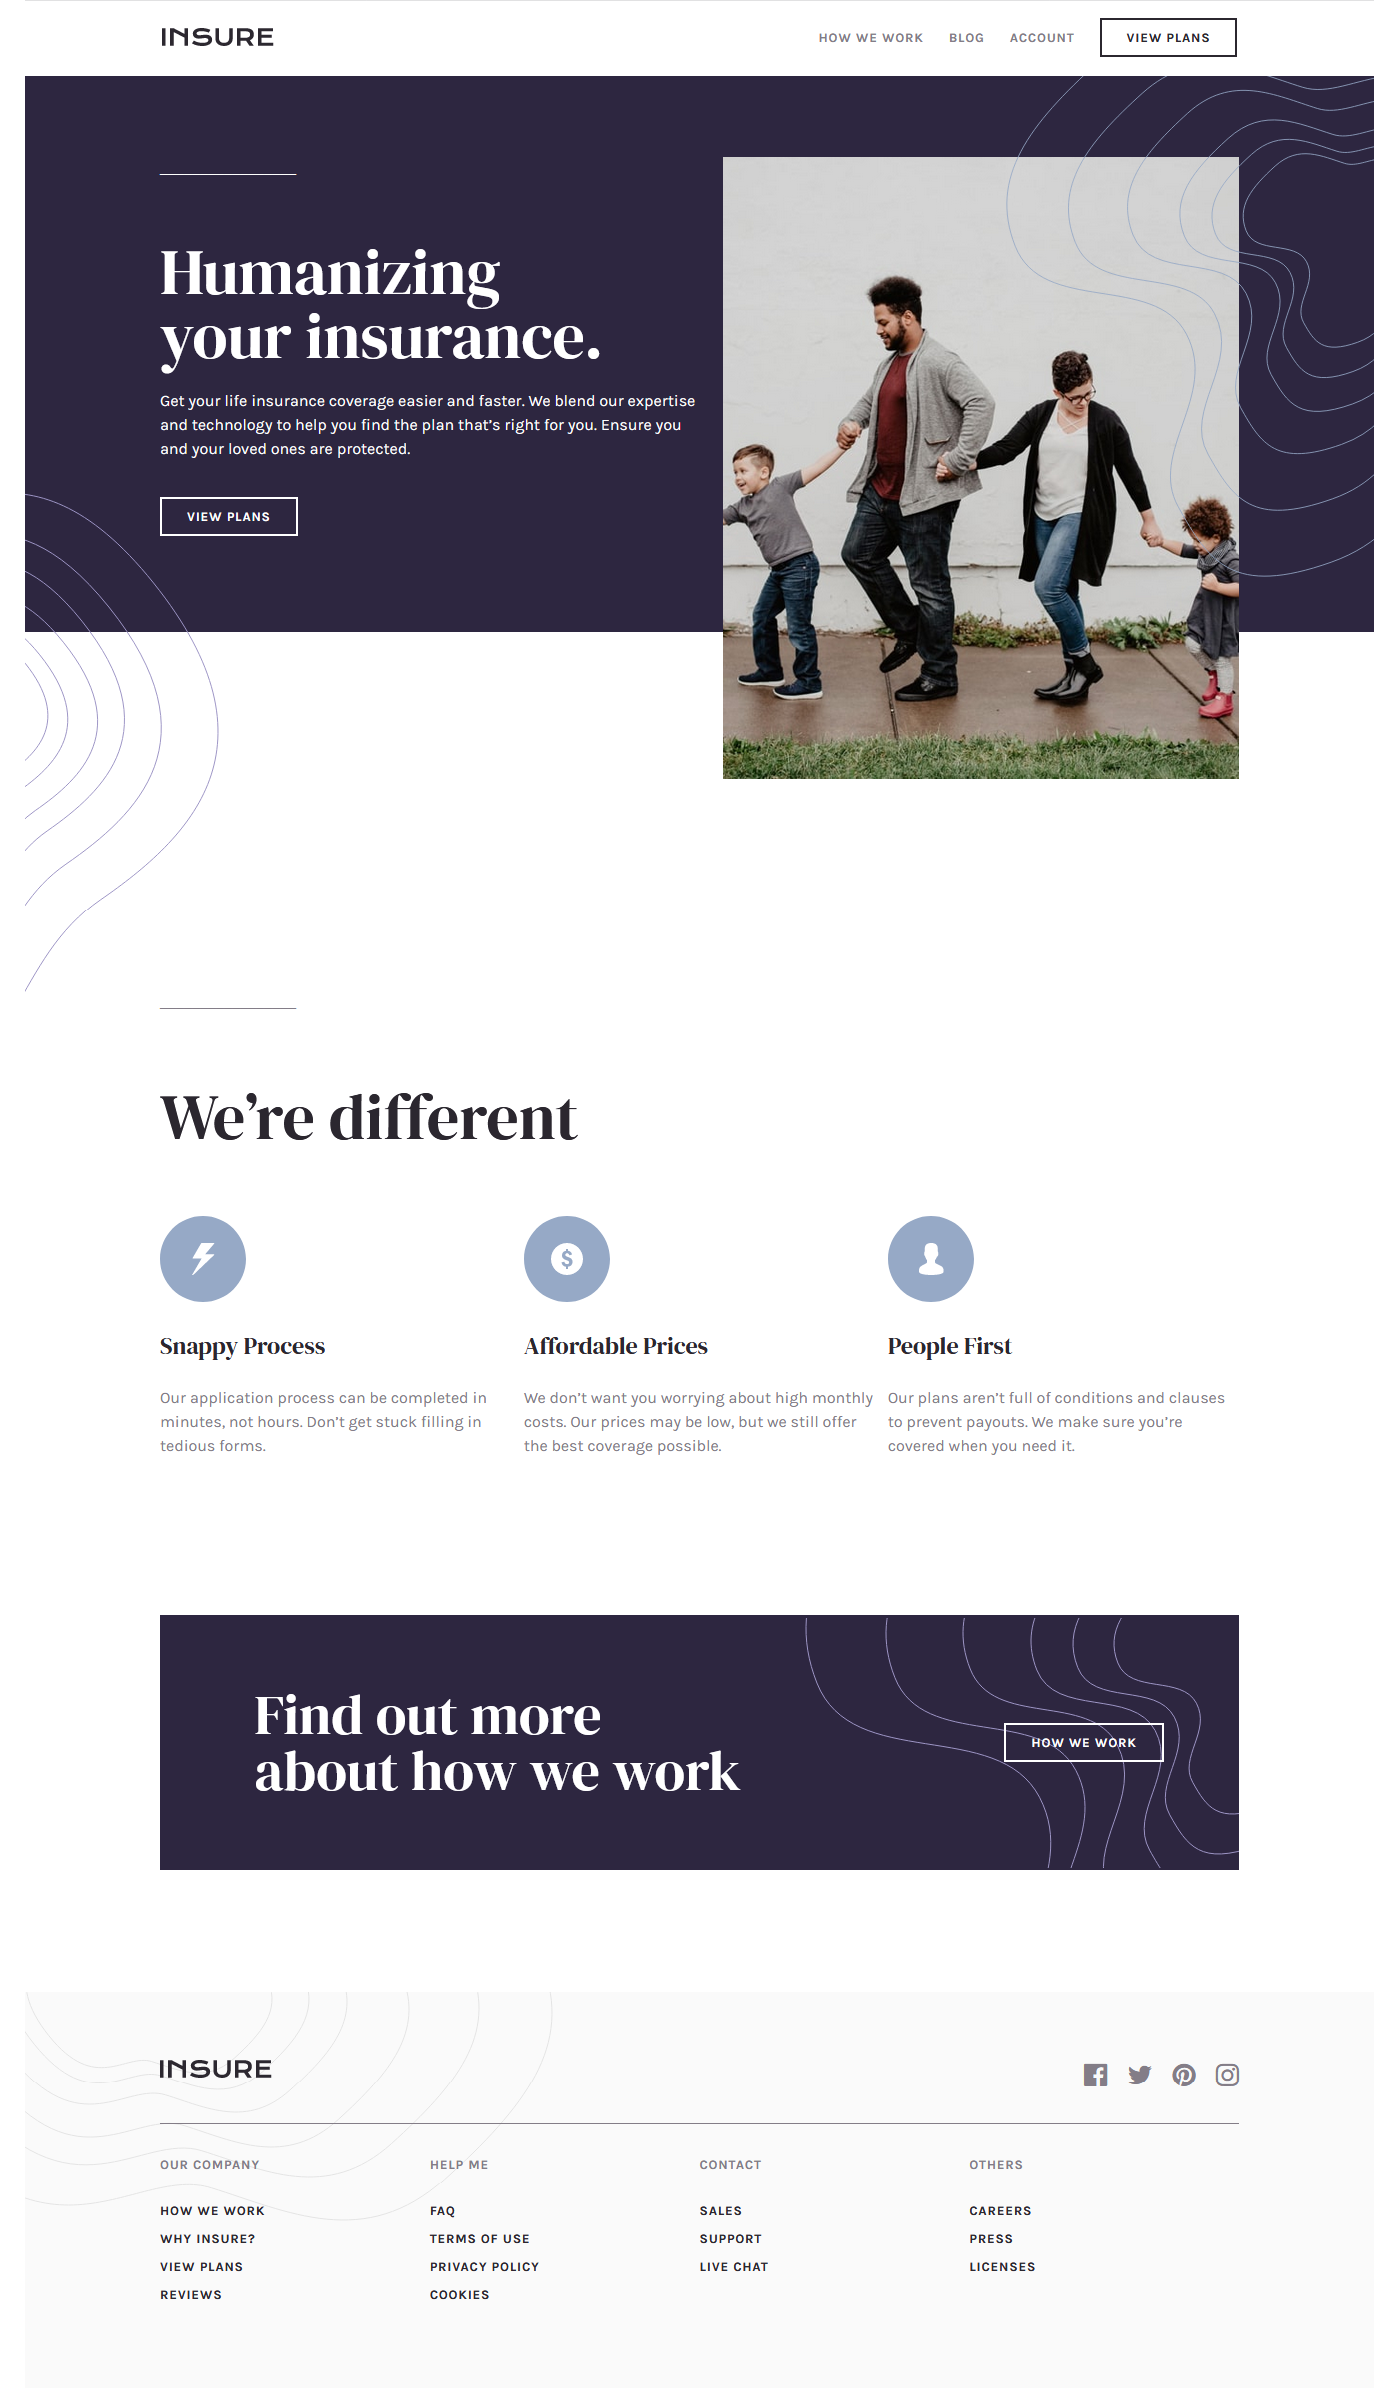 INSURE
HOW WE WORK
BLOG
ACCOUNT
VIEW PLANS
Humanizing
your insurance.
Get your life insurance coverage easier and faster. We blend our expertise
and technology to help you find the plan that’s right for you. Ensure you
and your loved ones are protected.
VIEW PLANS
We’re different
Snappy Process
Our application process can be completed in
minutes, not hours. Don’t get stuck filling in
tedious forms.
Affordable Prices
We don’t want you worrying about high monthly
costs. Our prices may be low, but we still offer
the best coverage possible.
People First
Our plans aren’t full of conditions and clauses
to prevent payouts. We make sure you’re
covered when you need it.
Find out more
about how we work
HOW WE WORK
INSURE
OUR COMPANY
HOW WE WORK
WHY INSURE?
VIEW PLANS
REVIEWS
HELP ME
FAQ
TERMS OF USE
PRIVACY POLICY
COOKIES
CONTACT
SALES
SUPPORT
LIVE CHAT
OTHERS
CAREERS
PRESS
LICENSES